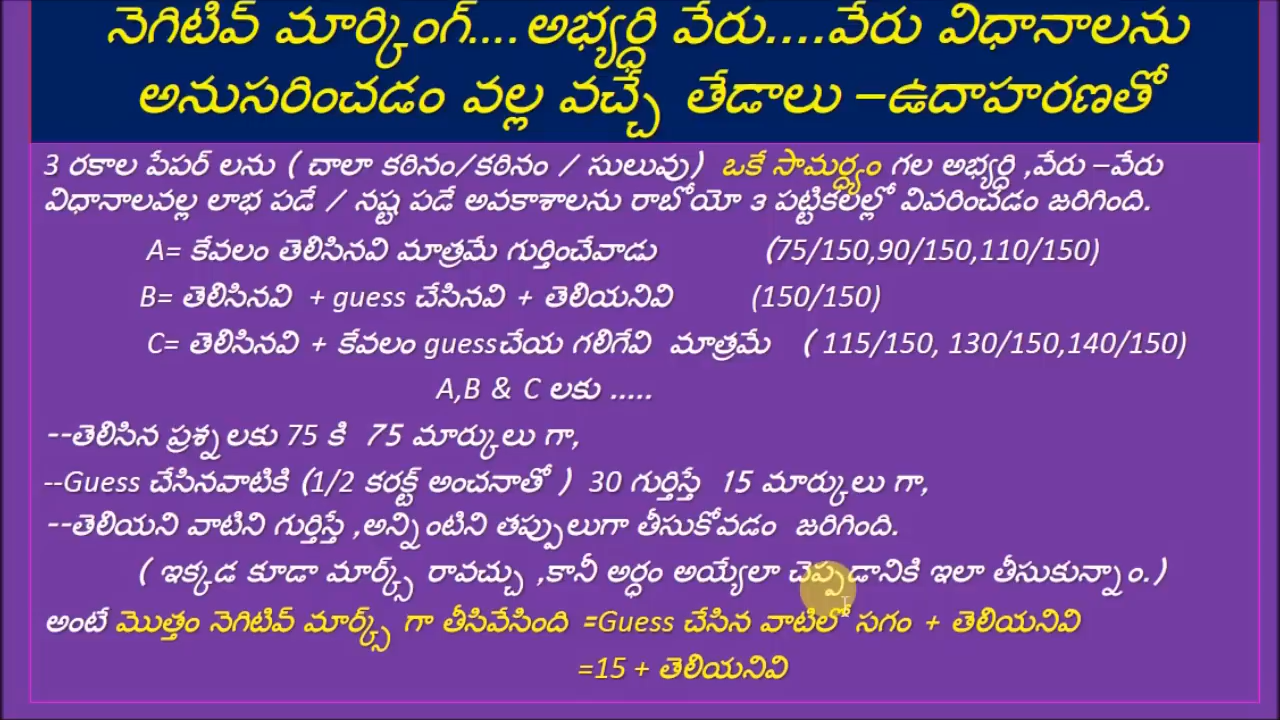 నెగిటివ్ మార్కింగ్....అభ్యర్ధి వేరు....వేరు విధానాలను
అనుసరించడం వల్ల వచ్చే తేడాలు –ఉదాహరణతో
3 రకాల పేపర్ లను ( చాలా కఠినం/కఠినం / సులువు) ఒకే సామర్థ్యం గల అభ్యర్ధి ,వేరు –వేరు
విధానాలవల్ల లాభ పడే / నష్ట పడే అవకాశాలను రాబోయో 3 పట్టికలల్లో వివరించడం జరిగింది.
A= కేవలం తెలిసినవి మాత్రమే గుర్తించేవాడు (75/150,90/150,110/150)
B= తెలిసినవి + guess చేసినవి + తెలియనివి (150/150)
C= తెలిసినవి + కేవలం guessచేయ గలిగేవి మాత్రమే ( 115/150, 130/150,140/150)
A,B & C లకు .....
--తెలిసిన ప్రశ్నలకు 75 కి 75 మార్కులు గా,
--Guess చేసినవాటికి (1/2 కరక్ట్ అంచనాతో ) 30 గుర్తిస్తే 15 మార్కులు గా,
--తెలియని వాటిని గుర్తిస్తే ,అన్నింటిని తప్పులుగా తీసుకోవడం జరిగింది.
( ఇక్కడ కూడా మార్క్స్ రావచ్చు ,కానీ అర్ధం అయ్యేలా చెప్పడానికి ఇలా తీసుకున్నాం.)
అంటే మొత్తం నెగిటివ్ మార్క్స్ గా తీసివేసింది =Guess చేసిన వాటిలో సగం + తెలియనివి
=15 + తెలియనివి